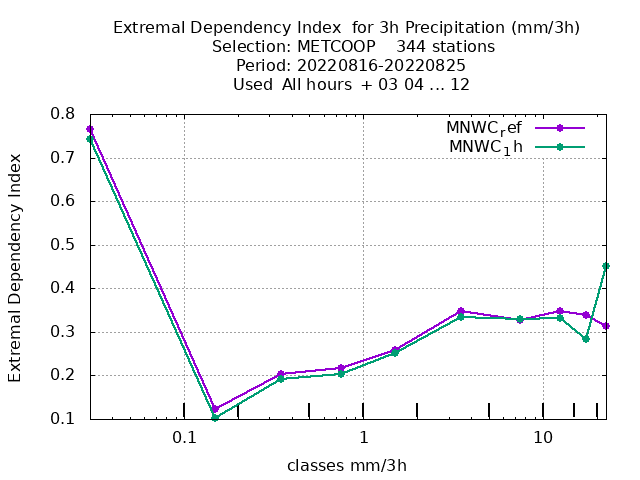 Extremal Dependency Index  for 3h Precipitation (mm/3h)
Selection: METCOOP    344 stations
Period: 20220816-20220825
Used  All hours  + 03 04 ... 12
MNWC_ref
MNWC_1h
0.8
0.7
0.6
0.5
0.4
0.3
0.2
0.1
Extremal Dependency Index
0.1 1 10
classes mm/3h